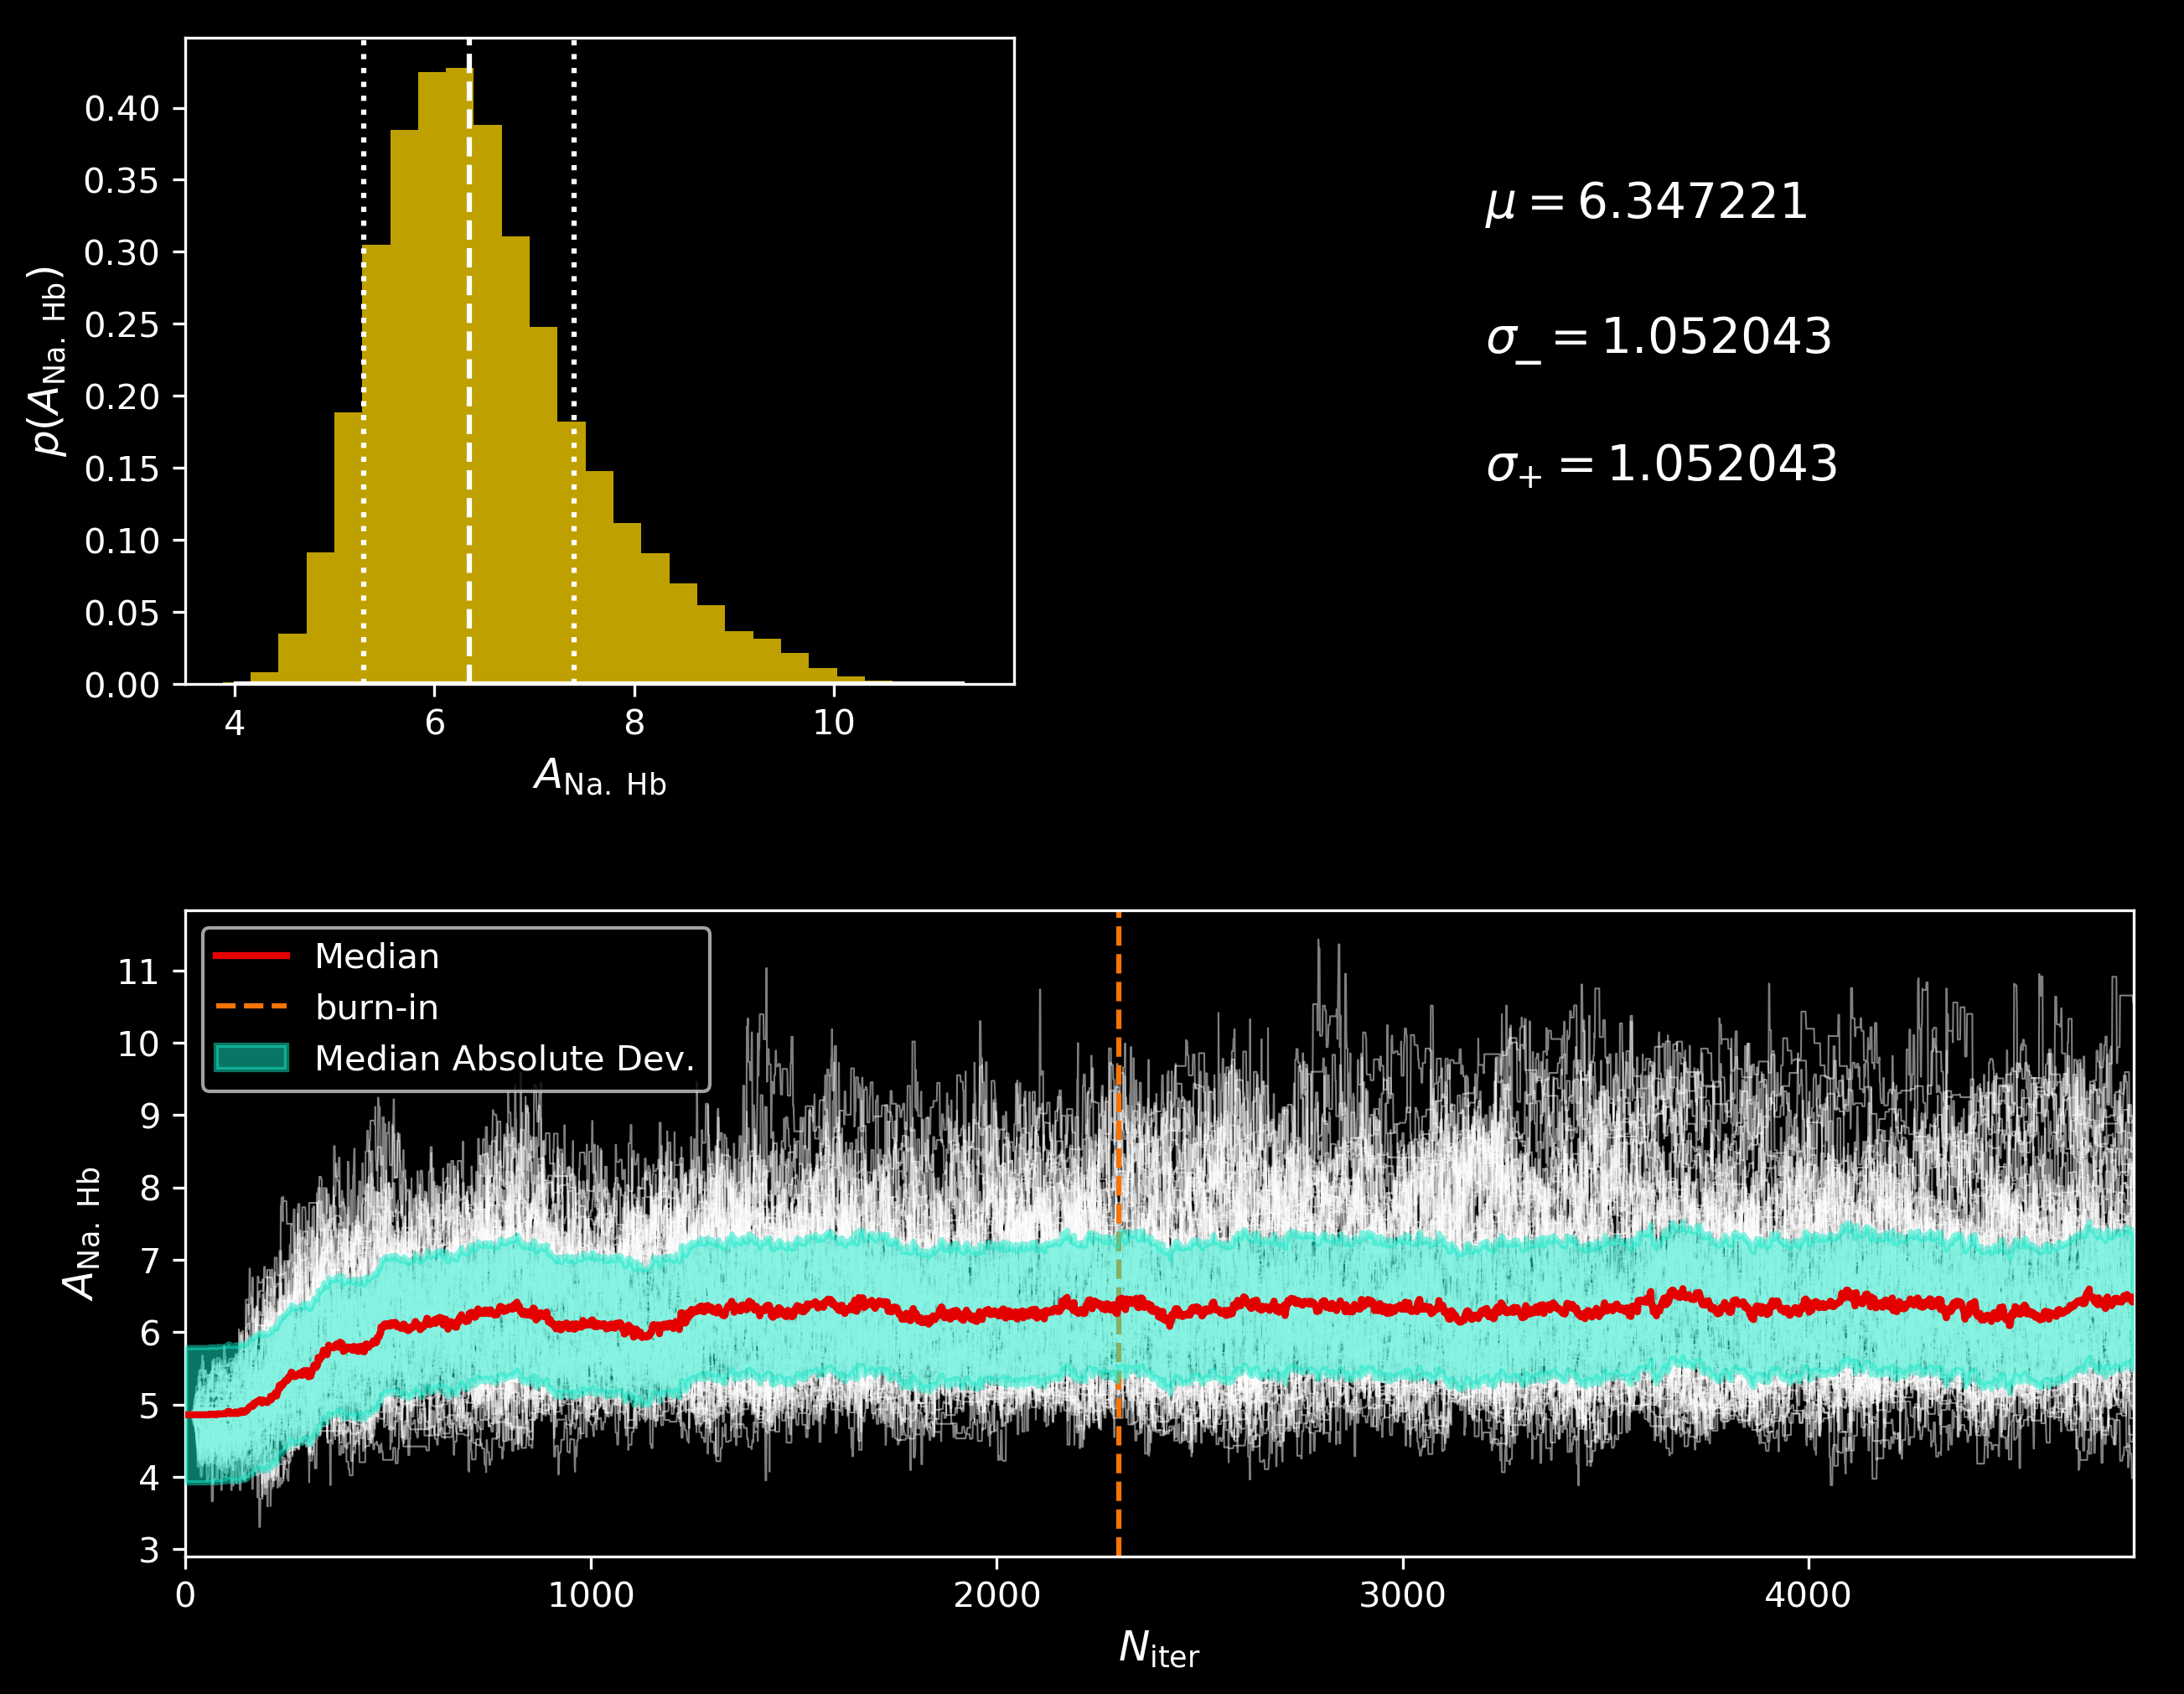 0.40
0.35
0.30
0.25
0.20
0.15
0.10
0.05
0.00
p(A_Na. Hb)
4 6 8 10
A_Na. Hb
μ = 6.347221
σ_− = 1.052043
σ_+ = 1.052043
Median
burn-in
Median Absolute Dev.
11
10
9
8
7
6
5
4
3
A_Na. Hb
0 1000 2000 3000 4000
N_iter